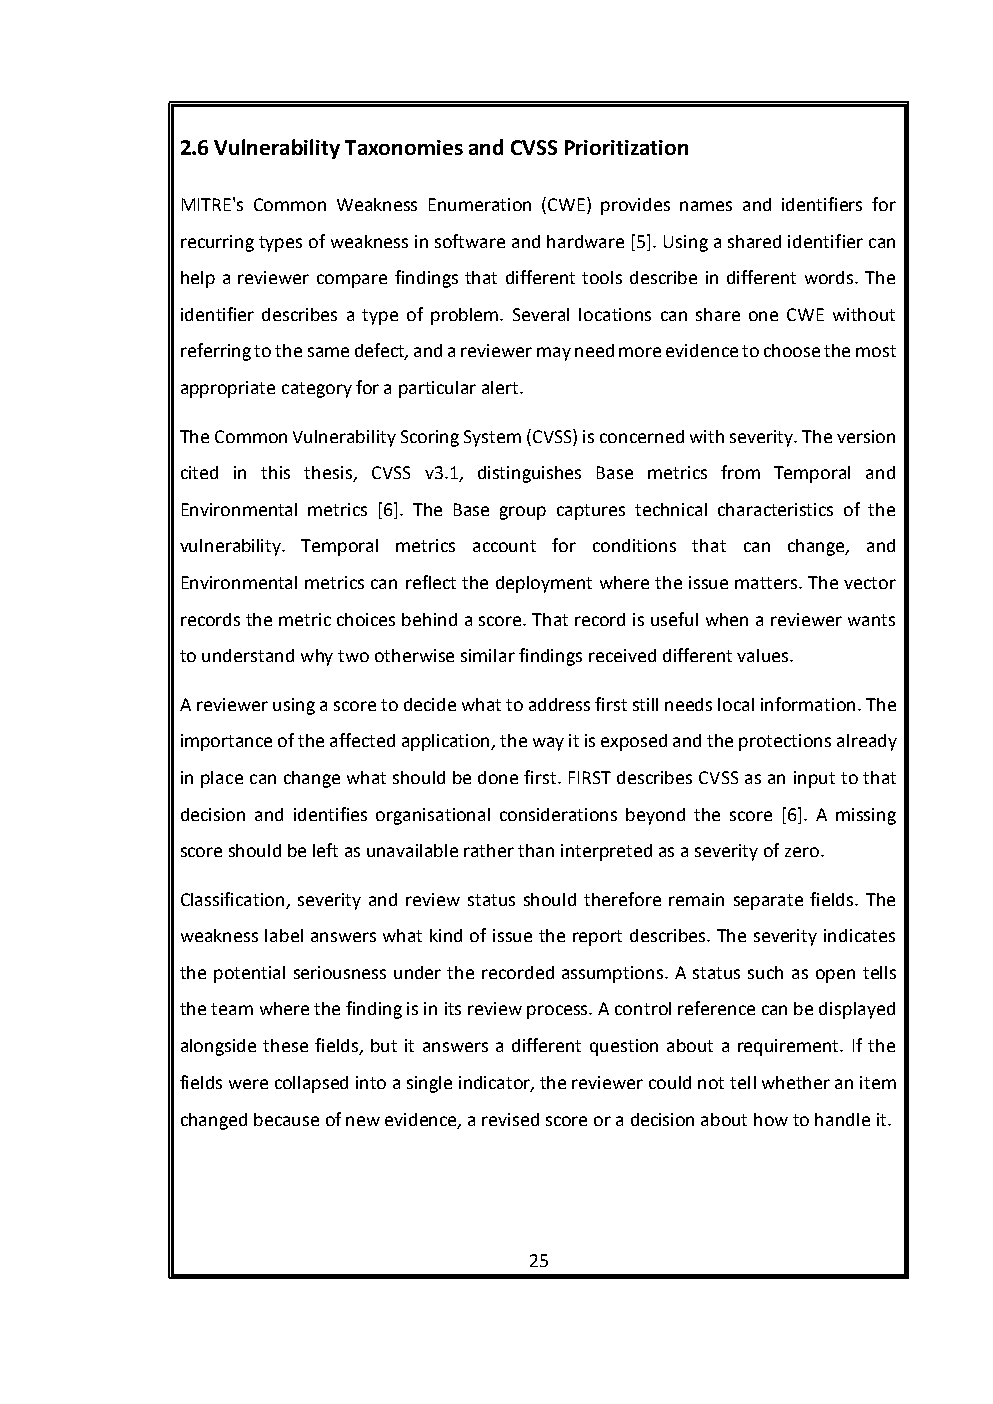 2.6 Vulnerability Taxonomies and CVSS Prioritization
MITRE's Common Weakness Enumeration (CWE) provides names and identifiers for
recurring types of weakness in software and hardware [5]. Using a shared identifier can
help a reviewer compare findings that different tools describe in different words. The
identifier describes a type of problem. Several locations can share one CWE without
referring to the same defect, and a reviewer may need more evidence to choose the most
appropriate category for a particular alert.
The Common Vulnerability Scoring System (CVSS) is concerned with severity. The version
cited in this thesis, CVSS v3.1, distinguishes Base metrics from Temporal and
Environmental metrics [6]. The Base group captures technical characteristics of the
vulnerability. Temporal metrics account for conditions that can change, and
Environmental metrics can reflect the deployment where the issue matters. The vector
records the metric choices behind a score. That record is useful when a reviewer wants
to understand why two otherwise similar findings received different values.
A reviewer using a score to decide what to address first still needs local information. The
importance of the affected application, the way it is exposed and the protections already
in place can change what should be done first. FIRST describes CVSS as an input to that
decision and identifies organisational considerations beyond the score [6]. A missing
score should be left as unavailable rather than interpreted as a severity of zero.
Classification, severity and review status should therefore remain separate fields. The
weakness label answers what kind of issue the report describes. The severity indicates
the potential seriousness under the recorded assumptions. A status such as open tells
the team where the finding is in its review process. A control reference can be displayed
alongside these fields, but it answers a different question about a requirement. If the
fields were collapsed into a single indicator, the reviewer could not tell whether an item
changed because of new evidence, a revised score or a decision about how to handle it.
25